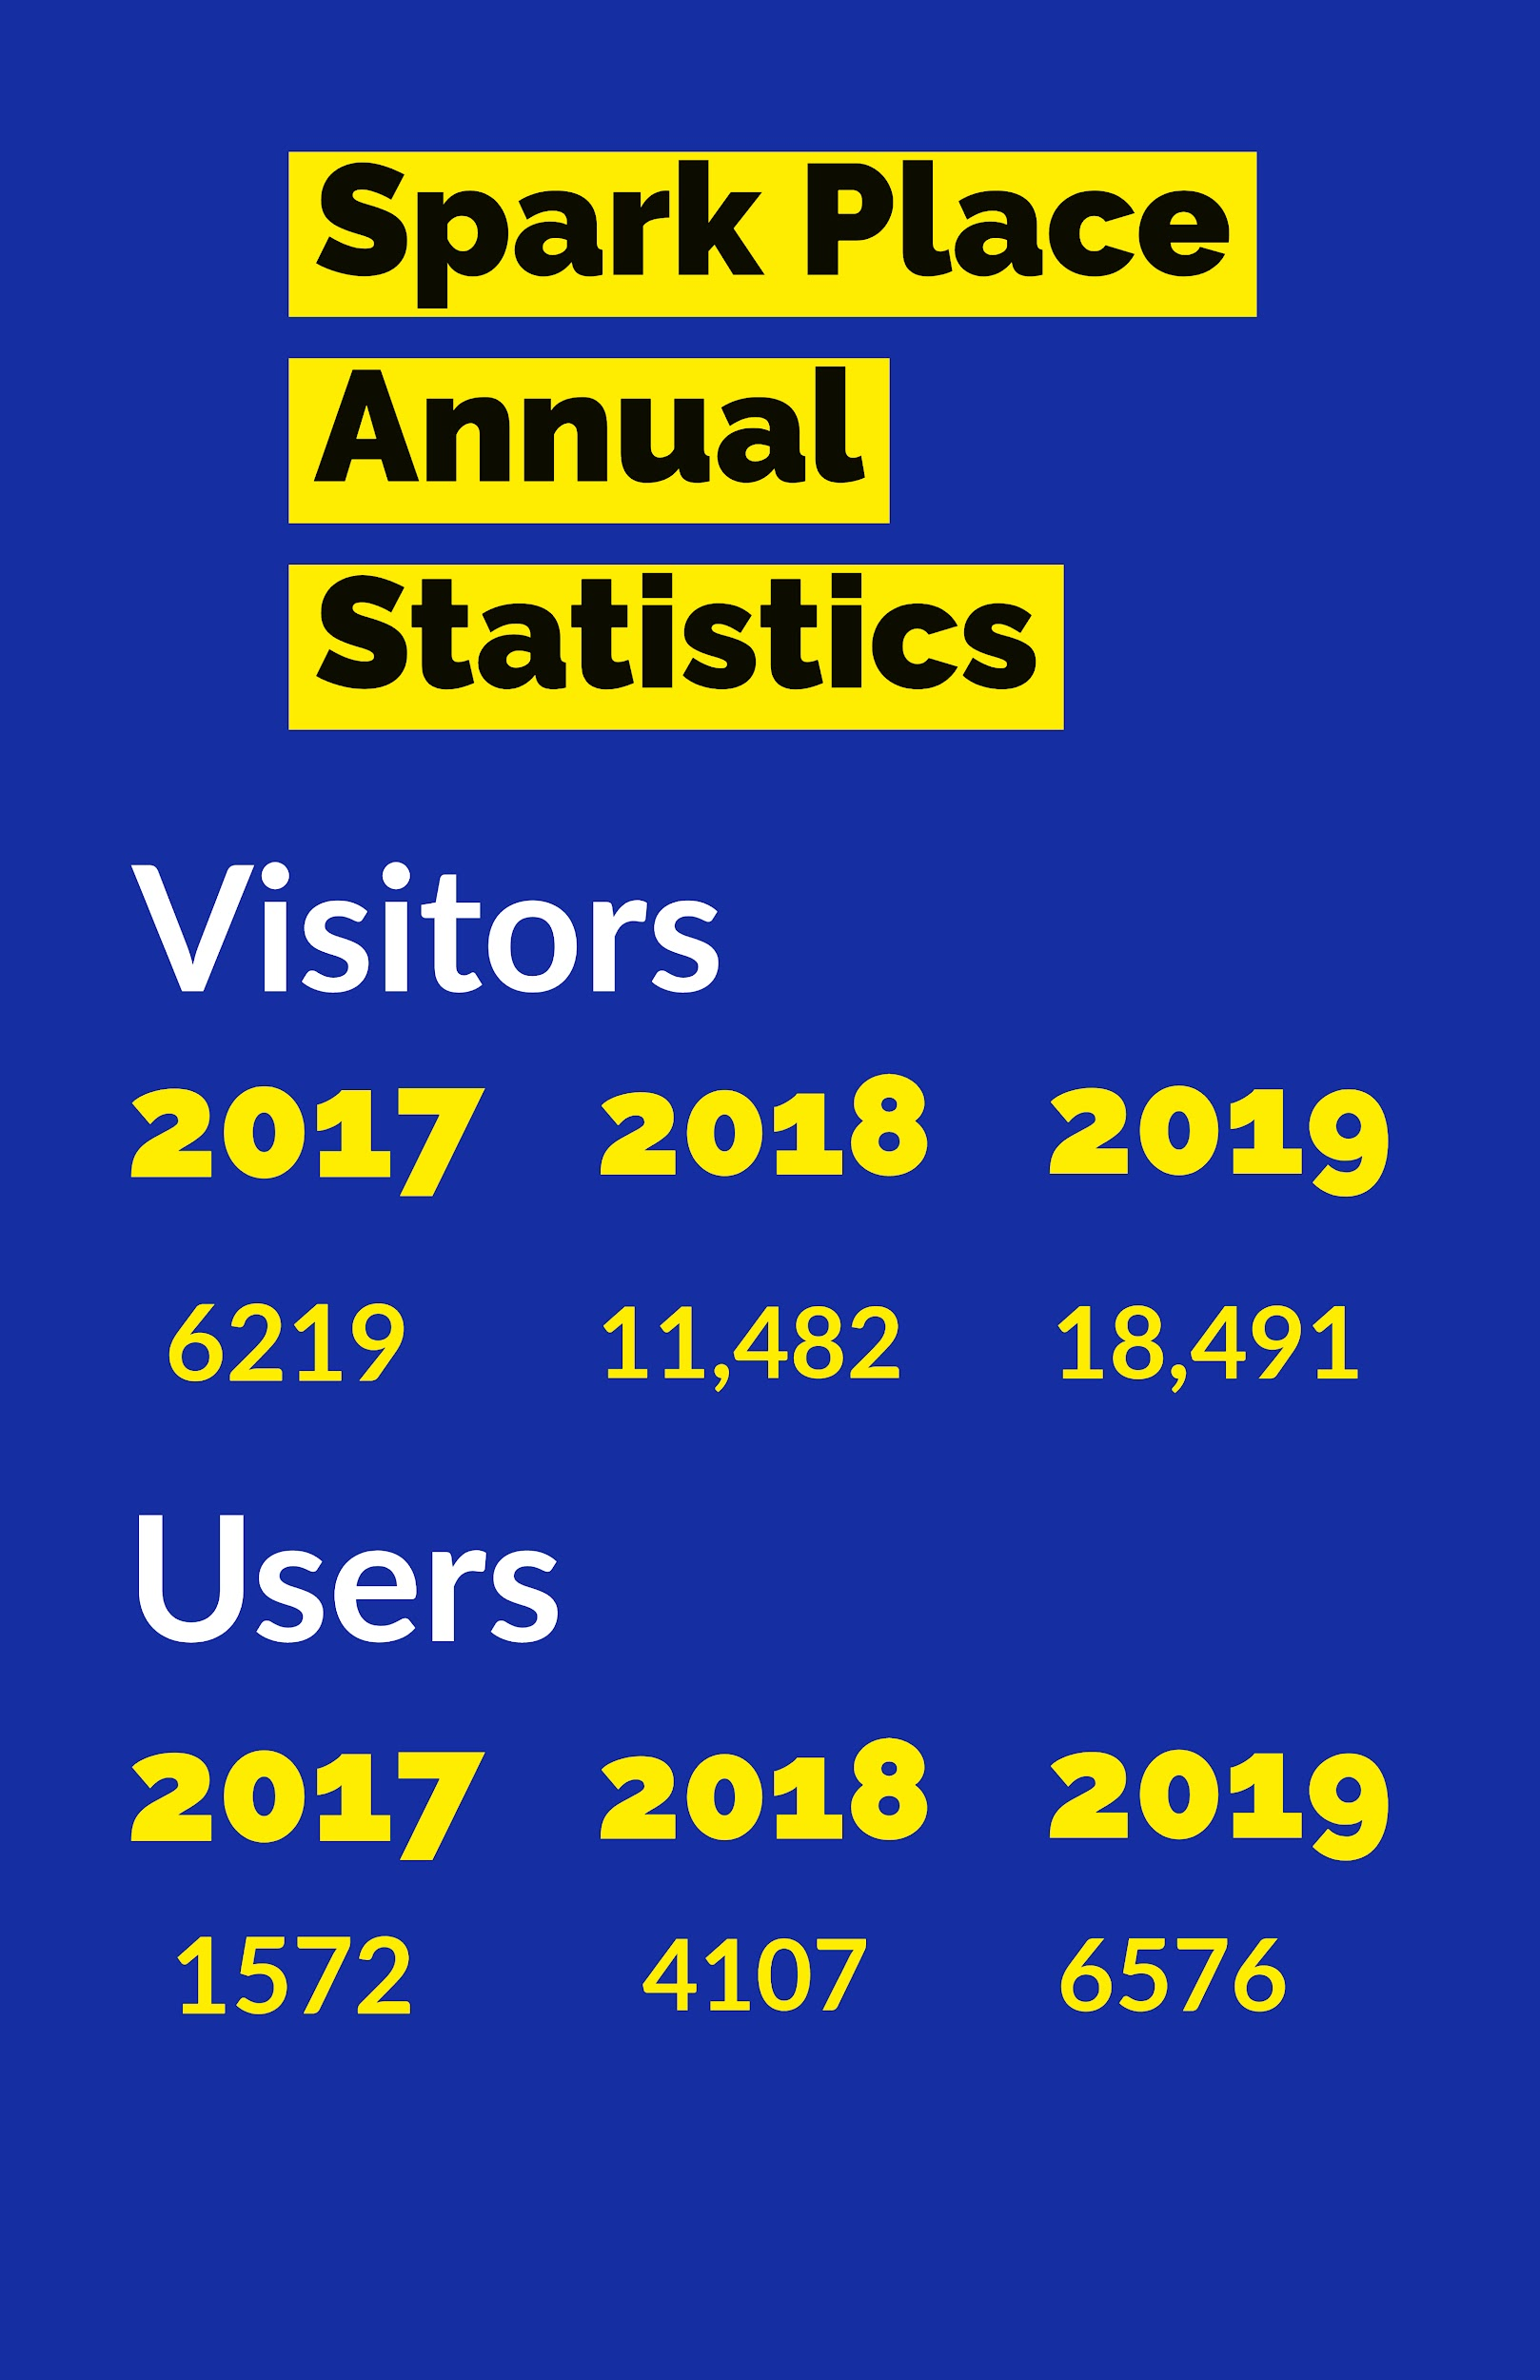 Spark Place
Annual
Statistics
Visitors
2017 2018 2019
6219 11,482 18,491
Users
2017 2018 2019
1572 4107 6576